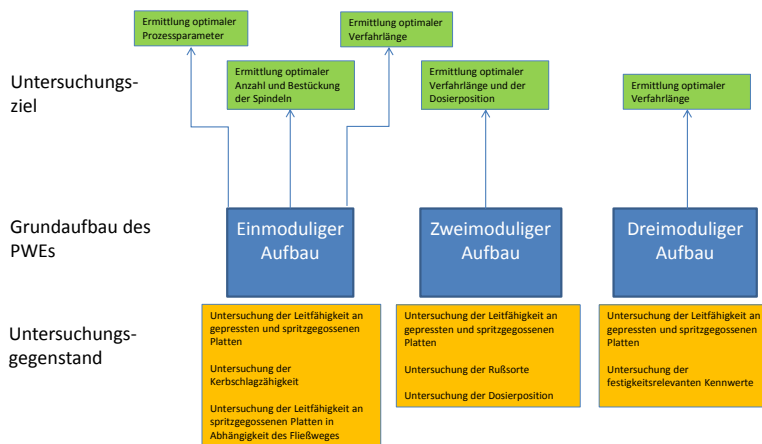 Ermittlung optimaler
Prozessparameter
Ermittlung optimaler
Verfahrlänge
Untersuchungs-
ziel
Ermittlung optimaler
Anzahl und Bestückung
der Spindeln
Ermittlung optimaler
Verfahrlänge und der
Dosierposition
Ermittlung optimaler
Verfahrlänge
Grundaufbau des
PWEs
Einmoduliger
Aufbau
Zweimoduliger
Aufbau
Dreimoduliger
Aufbau
Untersuchungs-
gegenstand
Untersuchung der Leitfähigkeit an
gepressten und spritzgegossenen
Platten
Untersuchung der
Kerbschlagzähigkeit
Untersuchung der Leitfähigkeit an
spritzgegossenen Platten in
Abhängigkeit des Fließweges
Untersuchung der Leitfähigkeit an
gepressten und spritzgegossenen
Platten
Untersuchung der Rußsorte
Untersuchung der Dosierposition
Untersuchung der Leitfähigkeit an
gepressten und spritzgegossenen
Platten
Untersuchung der
festigkeitsrelevanten Kennwerte